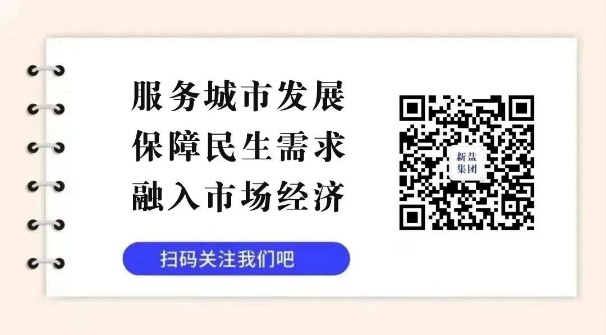 服务城市发展
保障民生需求
融入市场经济
新盐
集团
扫码关注我们吧